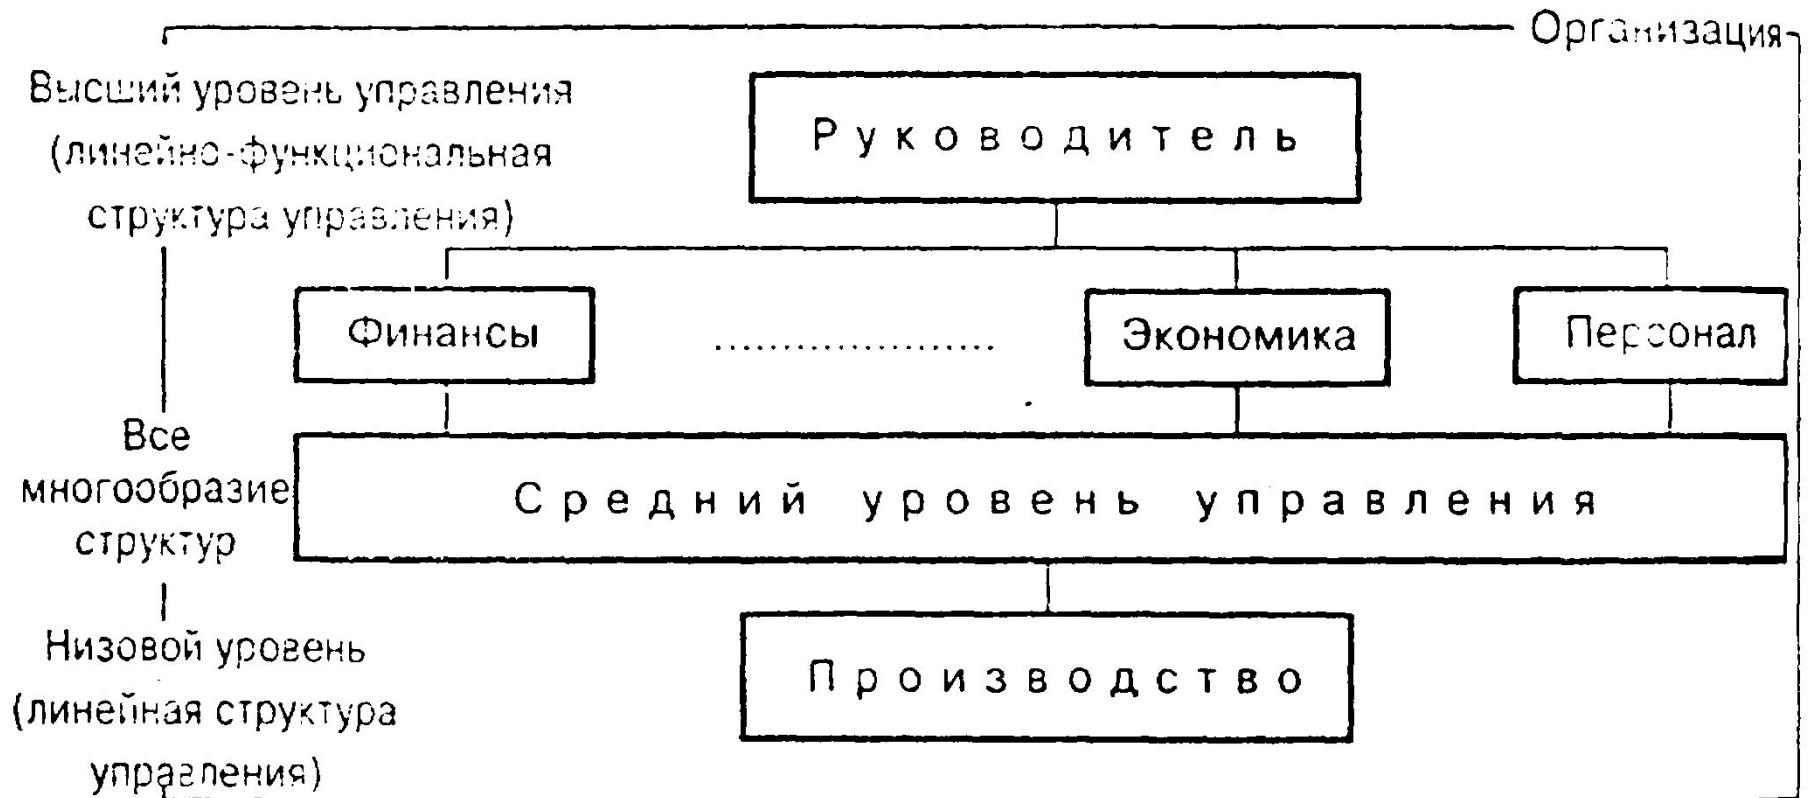 Организация
Высший уровень управления
(линейно-функциональная
структура управления)
Руководитель
Финансы
....................
Экономика
Персонал
Все
многообразие
структур
Средний уровень управления
Низовой уровень
(линейная структура
управления)
Производство